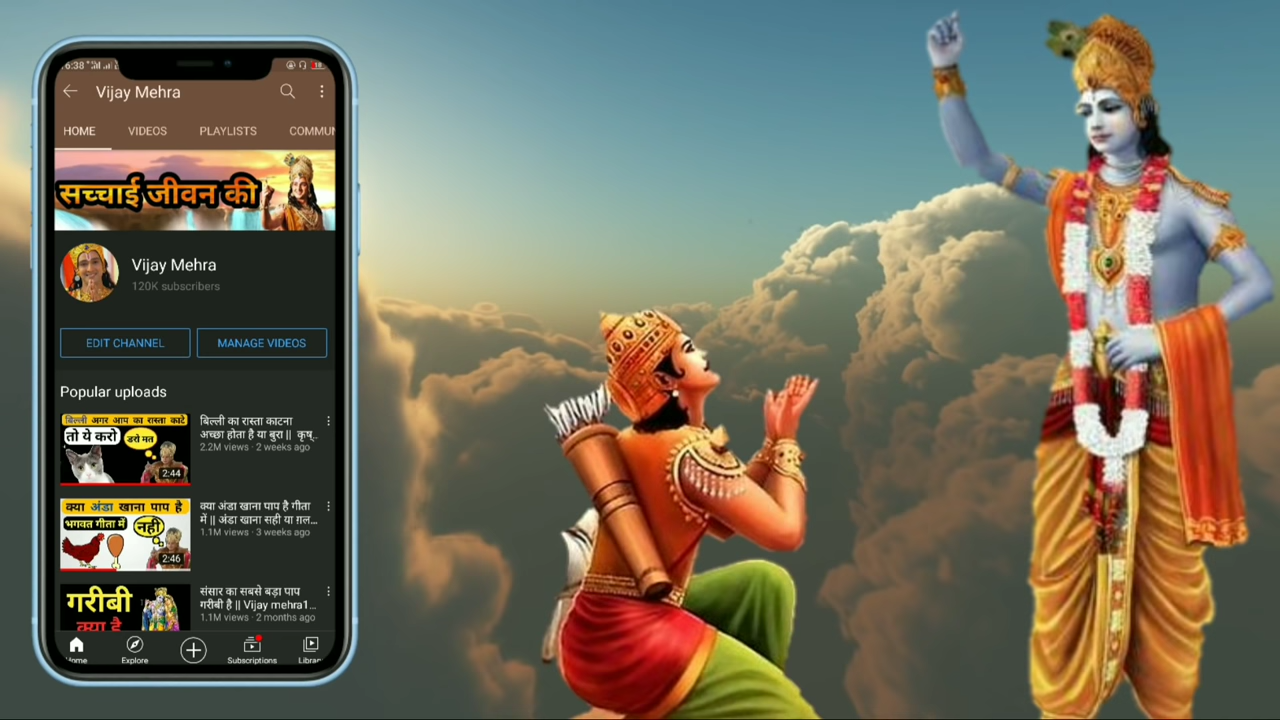 6:38
Vijay Mehra
HOME VIDEOS PLAYLISTS COMMUN
सच्चाई जीवन की
Vijay Mehra
120K subscribers
EDIT CHANNEL MANAGE VIDEOS
Popular uploads
बिल्ली अगर आप का रास्ता काटे
तो ये करो
डरो मत
2:44
बिल्ली का रास्ता काटना
अच्छा होता है या बुरा || कृष्..
2.2M views · 2 weeks ago
क्या अंडा खाना पाप है
भगवत गीता में
नही
2:46
क्या अंडा खाना पाप है गीता
में || अंडा खाना सही या ग़ल...
1.1M views · 3 weeks ago
गरीबी
क्या है
संसार का सबसे बड़ा पाप
गरीबी है || Vijay mehra1...
1.1M views · 2 months ago
Home Explore Subscriptions Library